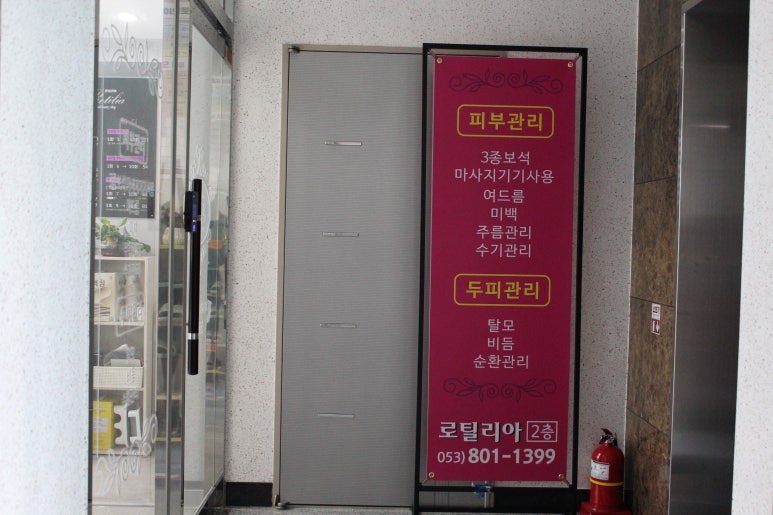 피부관리
3종보석
마사지기기사용
여드름
미백
주름관리
수기관리
두피관리
탈모
비듬
순환관리
로틸리아 2층
053) 801-1399